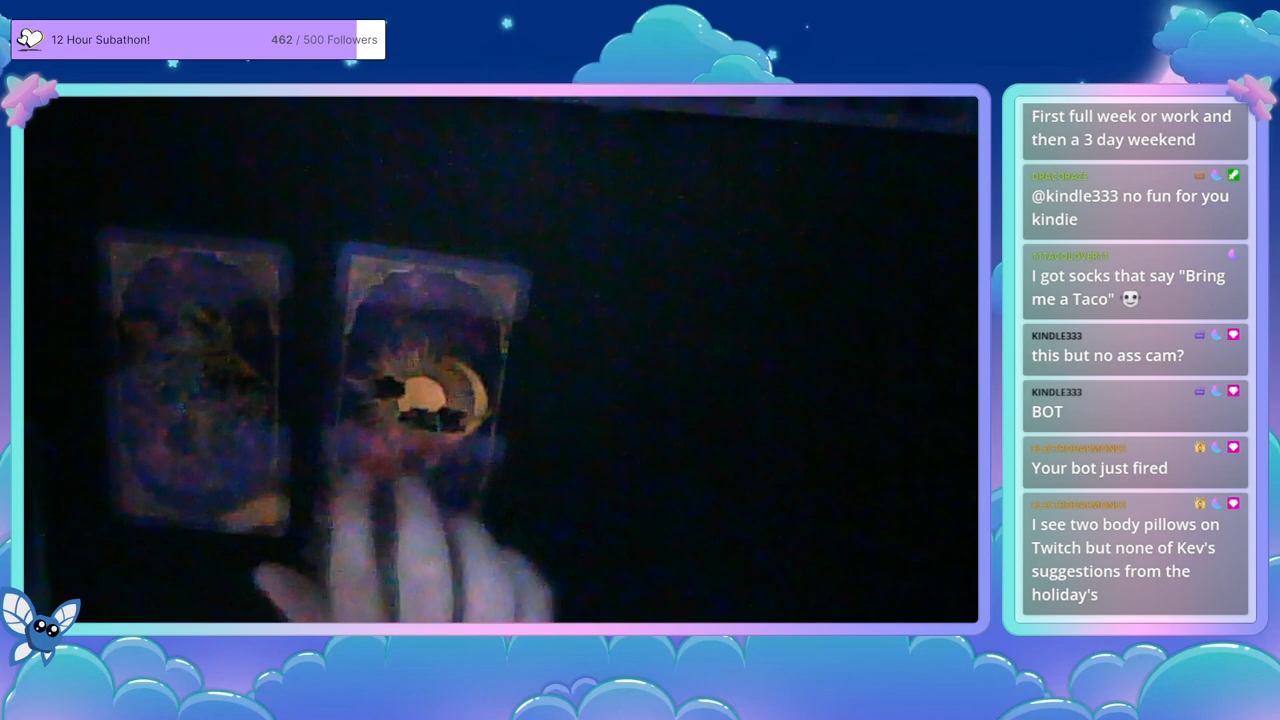 12 Hour Subathon!
462 / 500 Followers
First full week or work and
then a 3 day weekend
DRACORAZE
@kindle333 no fun for you
kindie
I got socks that say "Bring
me a Taco"
KINDLE333
this but no ass cam?
KINDLE333
BOT
Your bot just fired
I see two body pillows on
Twitch but none of Kev's
suggestions from the
holiday's